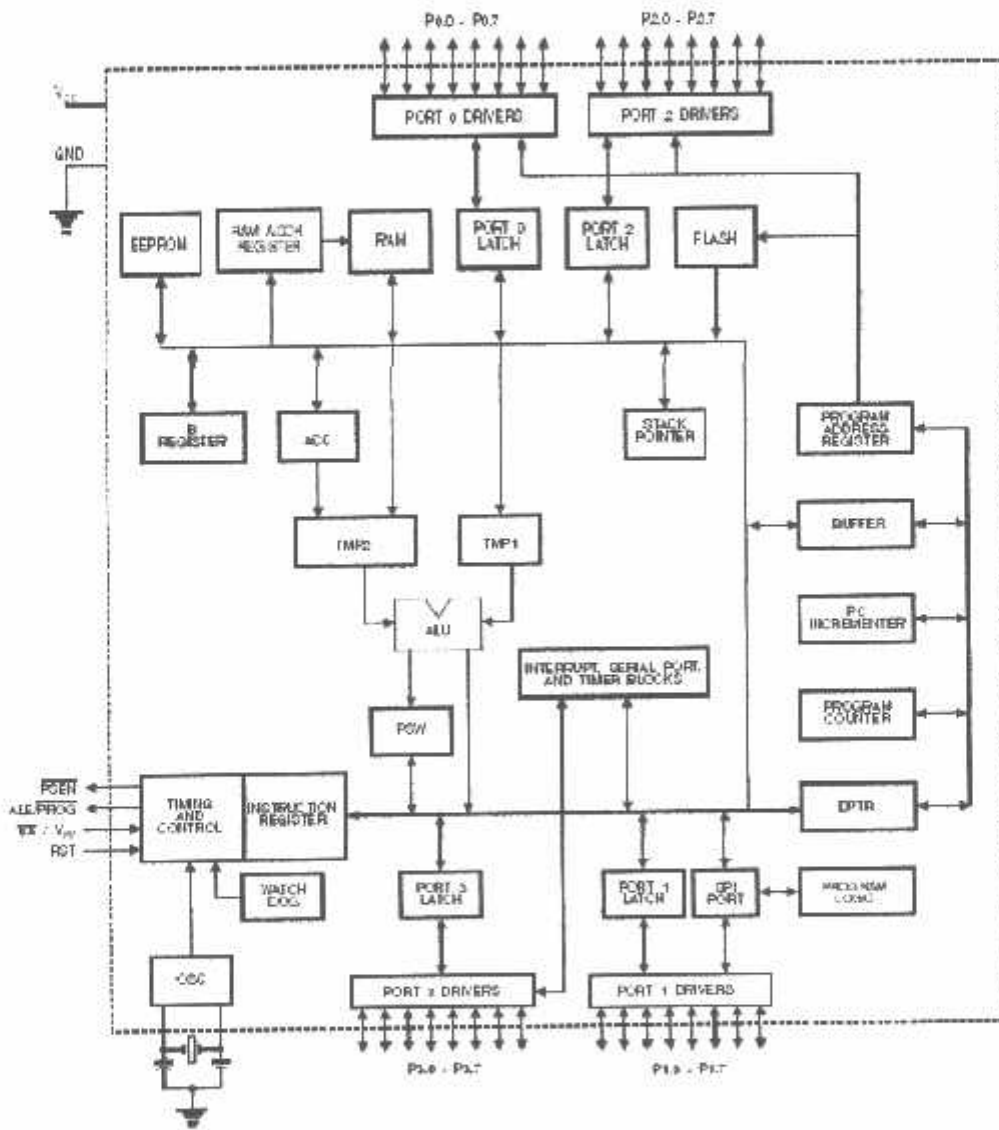 P0.0 - P0.7
P2.0 - P2.7
PORT 0 DRIVERS
PORT 2 DRIVERS
GND
EEPROM
RAM ADDR.
REGISTER
RAM
PORT 0
LATCH
PORT 2
LATCH
FLASH
B
REGISTER
ACC
STACK
POINTER
PROGRAM
ADDRESS
REGISTER
TMP2
TMP1
BUFFER
ALU
PC
INCREMENTER
INTERRUPT, SERIAL PORT,
AND TIMER BLOCKS
PROGRAM
COUNTER
PSW
PSEN
ALE/PROG
EA / VPP
RST
TIMING
AND
CONTROL
INSTRUCTION
REGISTER
DPTR
WATCH
DOG
PORT 3
LATCH
PORT 1
LATCH
SPI
PORT
PROGRAM
LOGIC
OSC
PORT 3 DRIVERS
PORT 1 DRIVERS
P3.0 - P3.7
P1.0 - P1.7